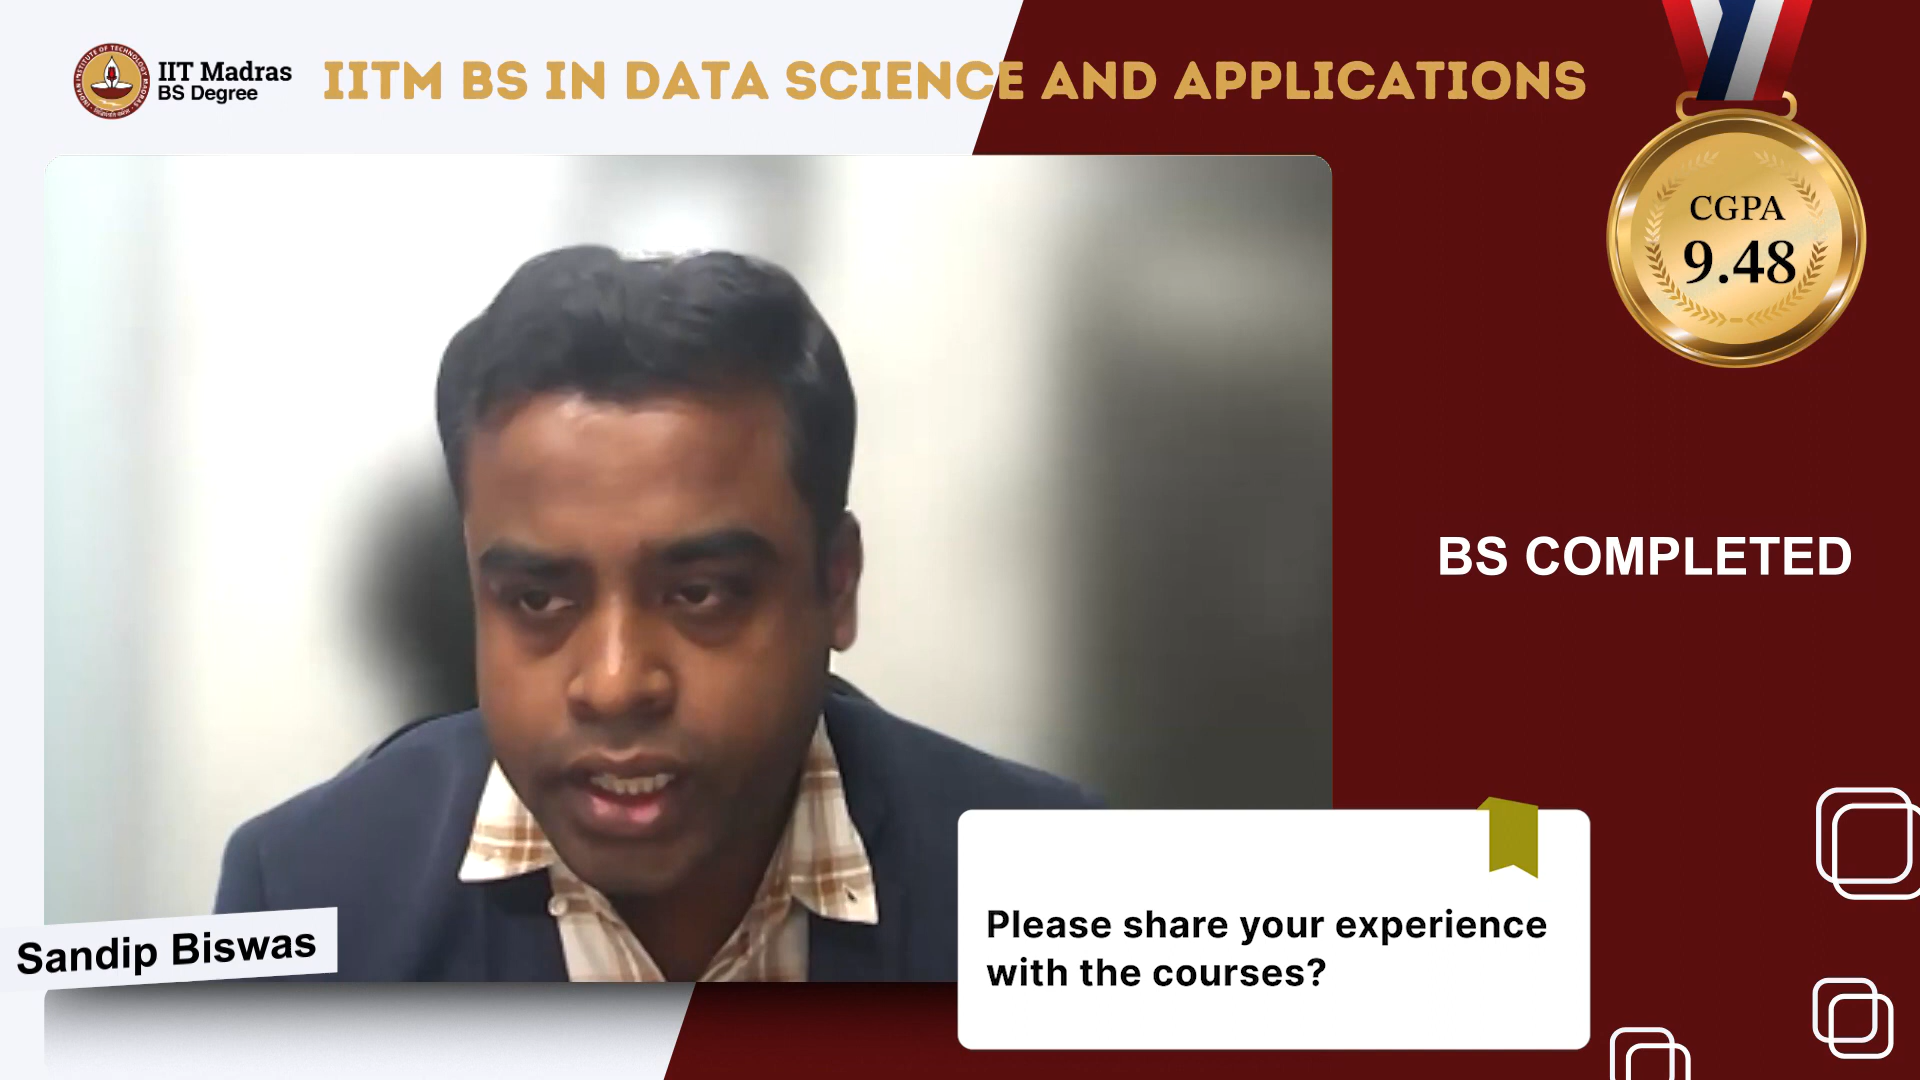 IIT Madras
BS Degree
IITM BS IN DATA SCIENCE AND APPLICATIONS
CGPA
9.48
BS COMPLETED
Sandip Biswas
Please share your experience
with the courses?